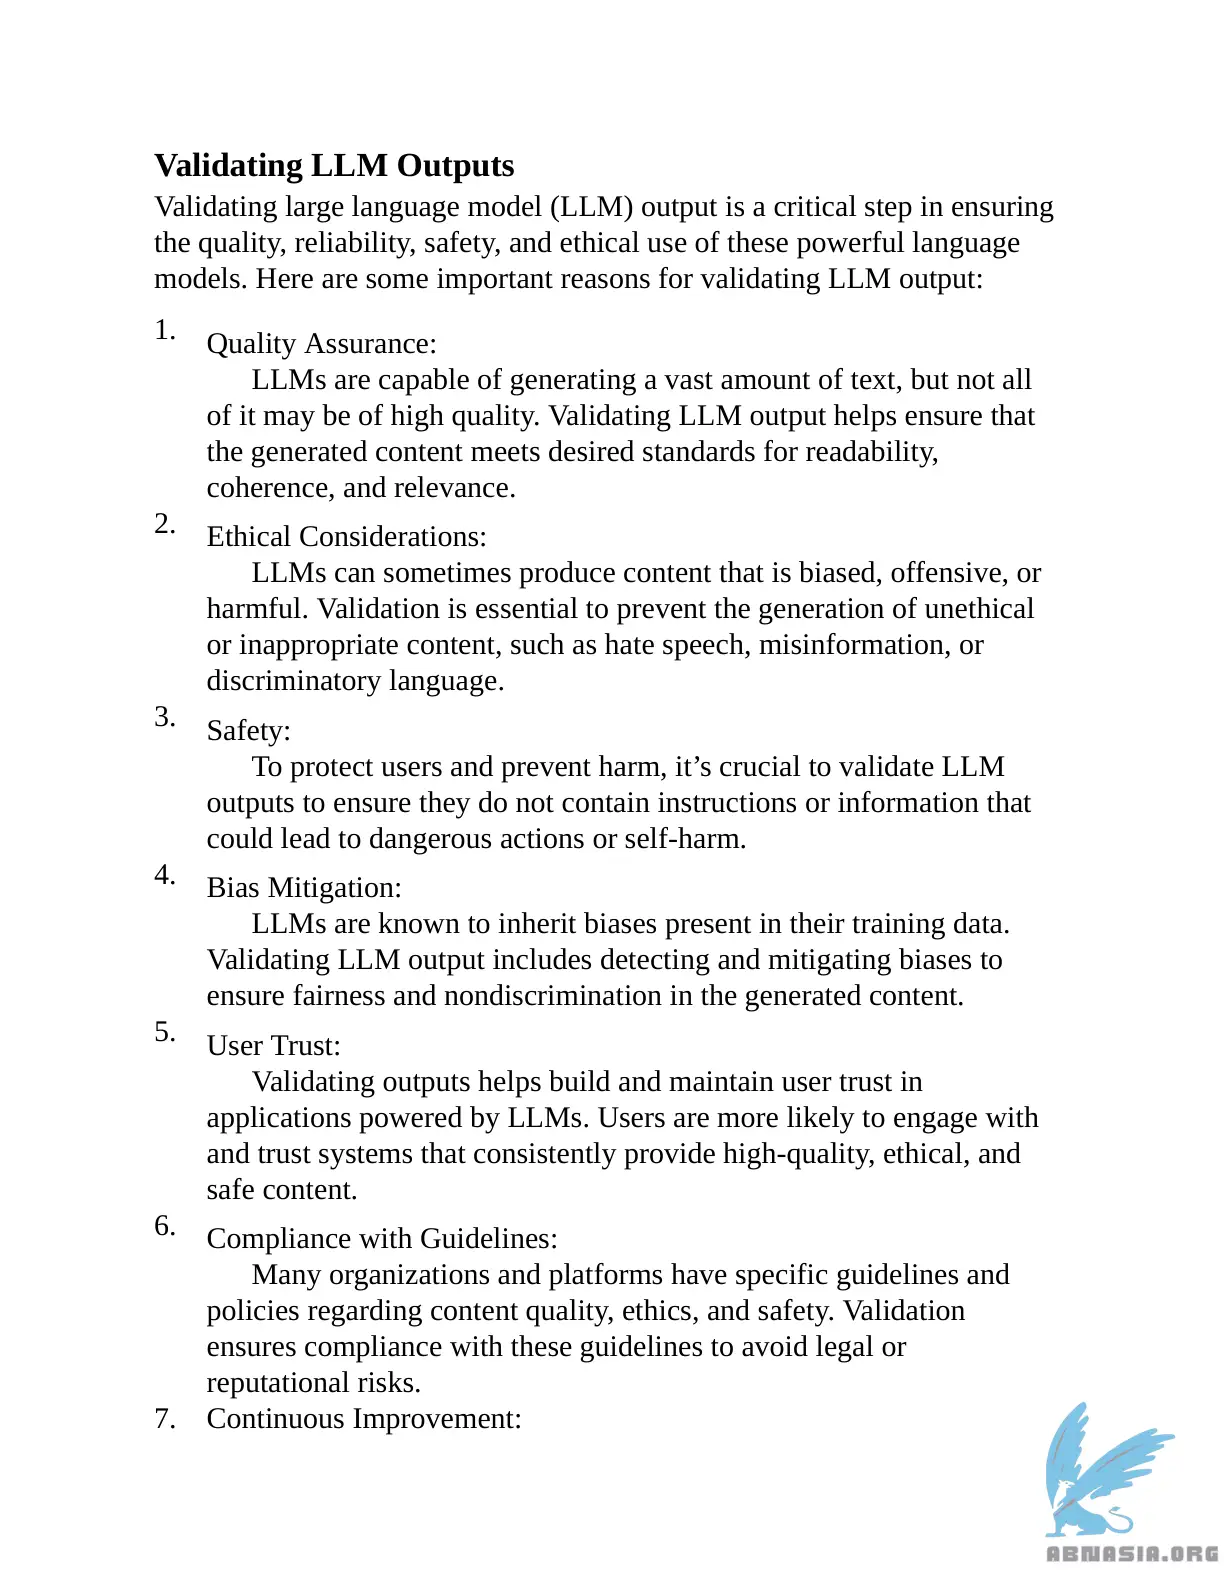 Validating LLM Outputs
Validating large language model (LLM) output is a critical step in ensuring
the quality, reliability, safety, and ethical use of these powerful language
models. Here are some important reasons for validating LLM output:
1. Quality Assurance:
LLMs are capable of generating a vast amount of text, but not all
of it may be of high quality. Validating LLM output helps ensure that
the generated content meets desired standards for readability,
coherence, and relevance.
2. Ethical Considerations:
LLMs can sometimes produce content that is biased, offensive, or
harmful. Validation is essential to prevent the generation of unethical
or inappropriate content, such as hate speech, misinformation, or
discriminatory language.
3. Safety:
To protect users and prevent harm, it’s crucial to validate LLM
outputs to ensure they do not contain instructions or information that
could lead to dangerous actions or self-harm.
4. Bias Mitigation:
LLMs are known to inherit biases present in their training data.
Validating LLM output includes detecting and mitigating biases to
ensure fairness and nondiscrimination in the generated content.
5. User Trust:
Validating outputs helps build and maintain user trust in
applications powered by LLMs. Users are more likely to engage with
and trust systems that consistently provide high-quality, ethical, and
safe content.
6. Compliance with Guidelines:
Many organizations and platforms have specific guidelines and
policies regarding content quality, ethics, and safety. Validation
ensures compliance with these guidelines to avoid legal or
reputational risks.
7. Continuous Improvement:
ABNASIA.ORG